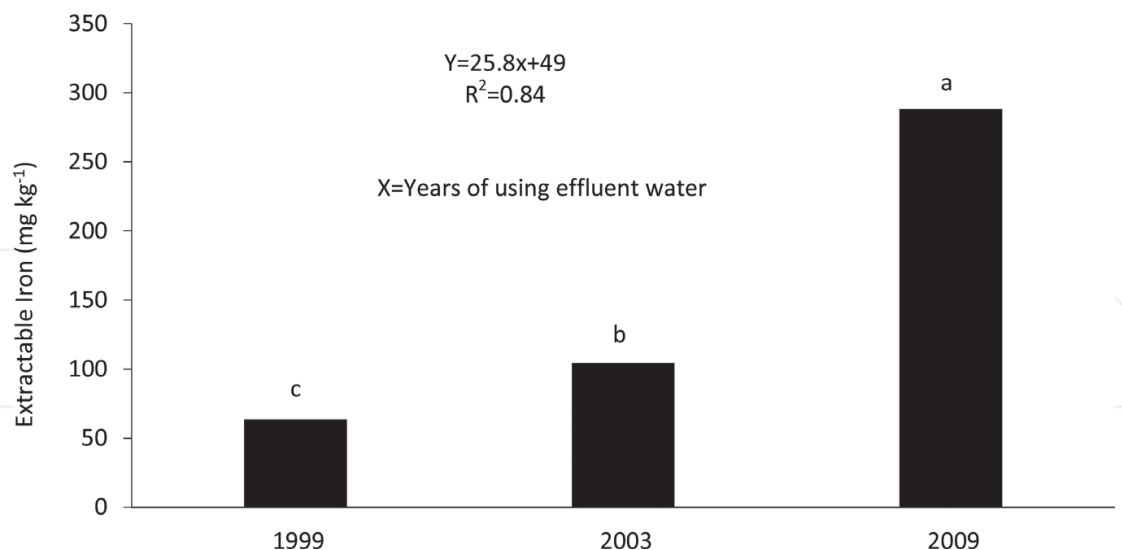 Extractable Iron (mg kg⁻¹)
350
300
250
200
150
100
50
0
Y=25.8x+49
R²=0.84
X=Years of using effluent water
c
b
a
1999
2003
2009